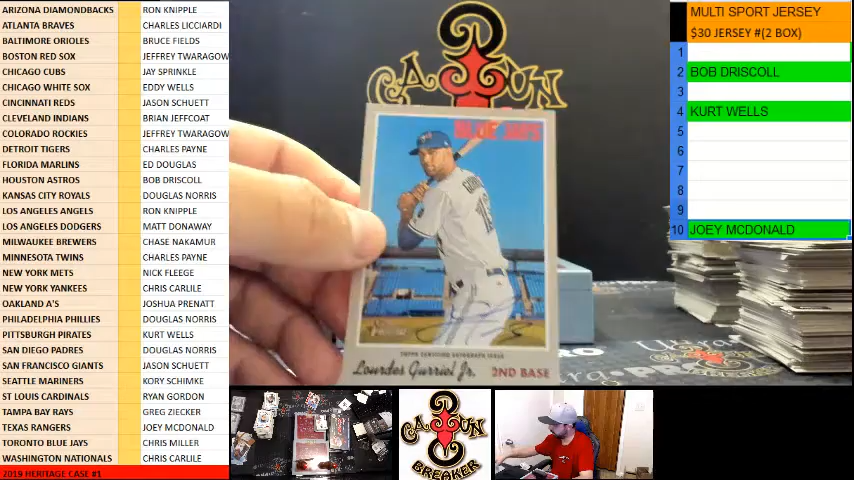 ARIZONA DIAMONDBACKS RON KNIPPLE
ATLANTA BRAVES CHARLES LICCIARDI
BALTIMORE ORIOLES BRUCE FIELDS
BOSTON RED SOX JEFFREY TWARAGOW
CHICAGO CUBS JAY SPRINKLE
CHICAGO WHITE SOX EDDY WELLS
CINCINNATI REDS JASON SCHUETT
CLEVELAND INDIANS BRIAN JEFFCOAT
COLORADO ROCKIES JEFFREY TWARAGOW
DETROIT TIGERS CHARLES PAYNE
FLORIDA MARLINS ED DOUGLAS
HOUSTON ASTROS BOB DRISCOLL
KANSAS CITY ROYALS DOUGLAS NORRIS
LOS ANGELES ANGELS RON KNIPPLE
LOS ANGELES DODGERS MATT DONAWAY
MILWAUKEE BREWERS CHASE NAKAMUR
MINNESOTA TWINS CHARLES PAYNE
NEW YORK METS NICK FLEEGE
NEW YORK YANKEES CHRIS CARLILE
OAKLAND A'S JOSHUA PRENATT
PHILADELPHIA PHILLIES DOUGLAS NORRIS
PITTSBURGH PIRATES KURT WELLS
SAN DIEGO PADRES DOUGLAS NORRIS
SAN FRANCISCO GIANTS JASON SCHUETT
SEATTLE MARINERS KORY SCHIMKE
ST LOUIS CARDINALS RYAN GORDON
TAMPA BAY RAYS GREG ZIECKER
TEXAS RANGERS JOEY MCDONALD
TORONTO BLUE JAYS CHRIS MILLER
WASHINGTON NATIONALS CHRIS CARLILE
2019 HERITAGE CASE #1
CAJUN
BLUE JAYS
TOPPS CERTIFIED AUTOGRAPH ISSUE
Lourdes Gurriel Jr. 2ND BASE
CAJUN
BREAKER
MULTI SPORT JERSEY
$30 JERSEY #(2 BOX)
1
2 BOB DRISCOLL
3
4 KURT WELLS
5
6
7
8
9
10 JOEY MCDONALD